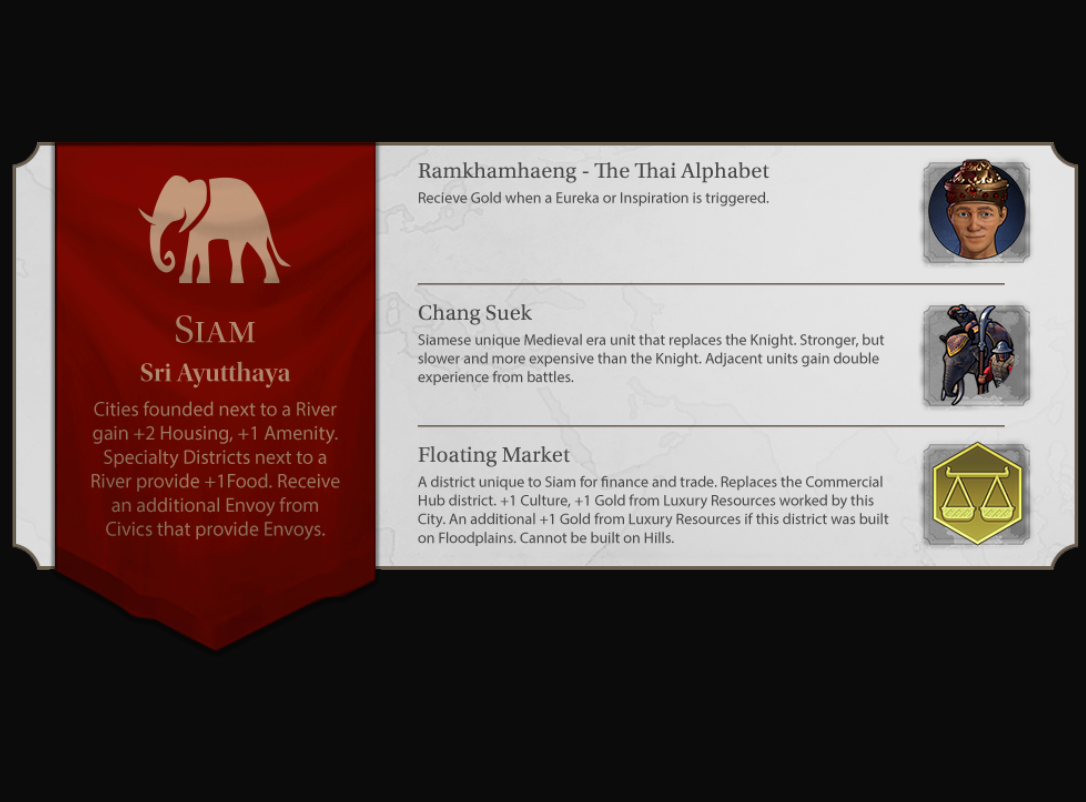 SIAM
Sri Ayutthaya
Cities founded next to a River
gain +2 Housing, +1 Amenity.
Specialty Districts next to a
River provide +1Food. Receive
an additional Envoy from
Civics that provide Envoys.
Ramkhamhaeng - The Thai Alphabet
Recieve Gold when a Eureka or Inspiration is triggered.
Chang Suek
Siamese unique Medieval era unit that replaces the Knight. Stronger, but
slower and more expensive than the Knight. Adjacent units gain double
experience from battles.
Floating Market
A district unique to Siam for finance and trade. Replaces the Commercial
Hub district. +1 Culture, +1 Gold from Luxury Resources worked by this
City. An additional +1 Gold from Luxury Resources if this district was built
on Floodplains. Cannot be built on Hills.